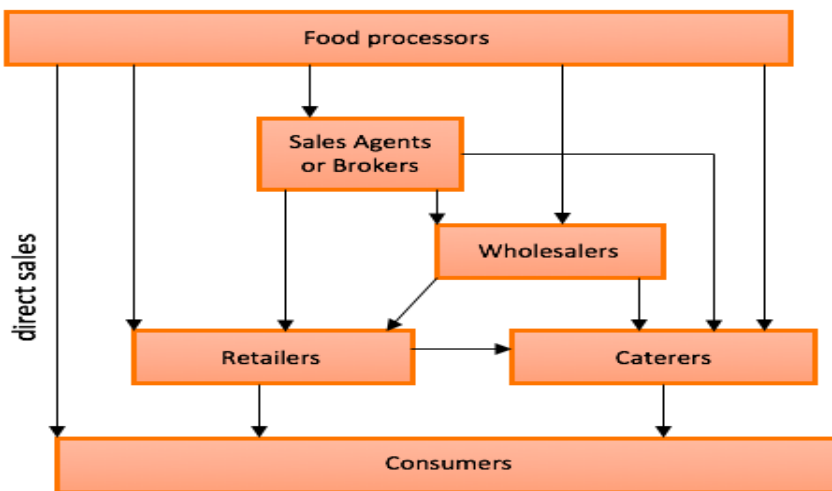 Food processors
Sales Agents
or Brokers
Wholesalers
direct sales
Retailers
Caterers
Consumers